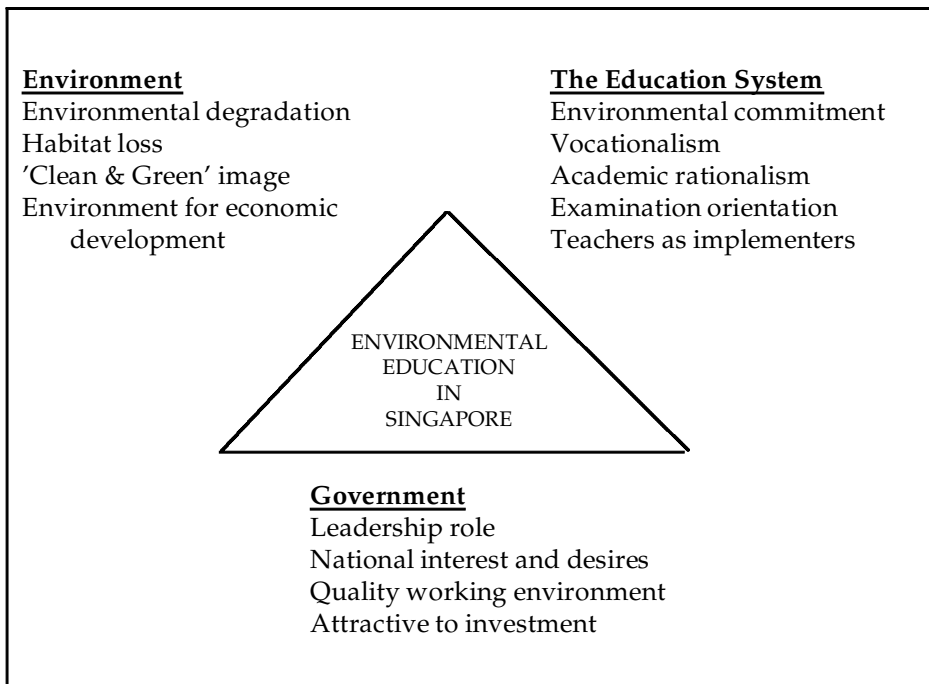 Environment
Environmental degradation
Habitat loss
'Clean & Green' image
Environment for economic
development
The Education System
Environmental commitment
Vocationalism
Academic rationalism
Examination orientation
Teachers as implementers
ENVIRONMENTAL
EDUCATION
IN
SINGAPORE
Government
Leadership role
National interest and desires
Quality working environment
Attractive to investment